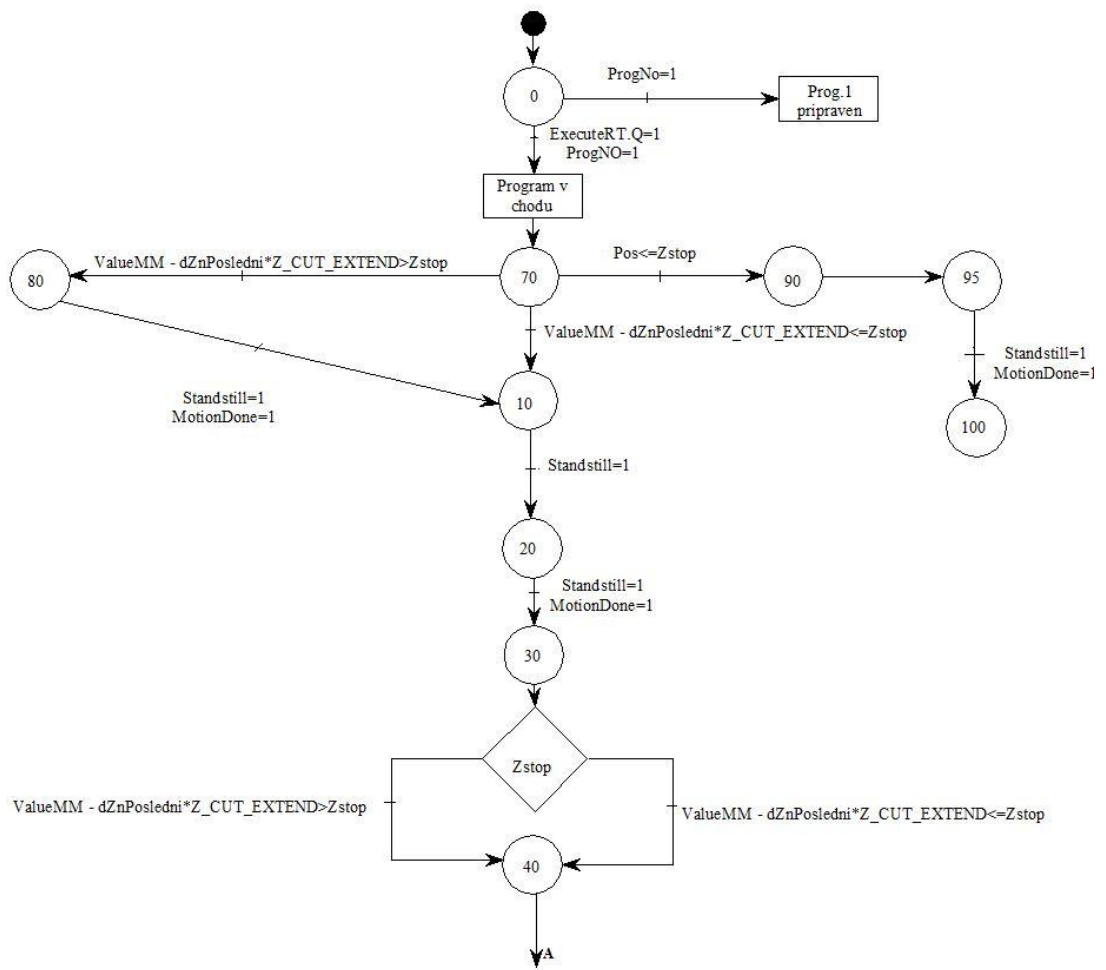 ProgNo=1
0
Prog.1
pripraven
ExecuteRT.Q=1
ProgNO=1
Program v
chodu
ValueMM - dZnPosledni*Z_CUT_EXTEND>Zstop
Pos<=Zstop
80
70
90
95
ValueMM - dZnPosledni*Z_CUT_EXTEND<=Zstop
Standstill=1
MotionDone=1
Standstill=1
MotionDone=1
10
100
Standstill=1
20
Standstill=1
MotionDone=1
30
Zstop
ValueMM - dZnPosledni*Z_CUT_EXTEND>Zstop
ValueMM - dZnPosledni*Z_CUT_EXTEND<=Zstop
40
A